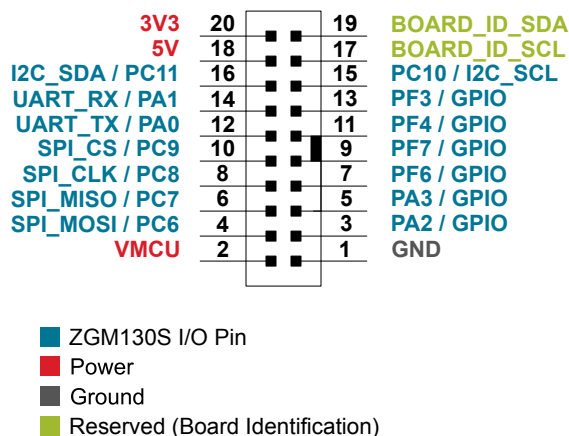 3V3 20 19 BOARD_ID_SDA
5V 18 17 BOARD_ID_SCL
I2C_SDA / PC11 16 15 PC10 / I2C_SCL
UART_RX / PA1 14 13 PF3 / GPIO
UART_TX / PA0 12 11 PF4 / GPIO
SPI_CS / PC9 10 9 PF7 / GPIO
SPI_CLK / PC8 8 7 PF6 / GPIO
SPI_MISO / PC7 6 5 PA3 / GPIO
SPI_MOSI / PC6 4 3 PA2 / GPIO
VMCU 2 1 GND
ZGM130S I/O Pin
Power
Ground
Reserved (Board Identification)